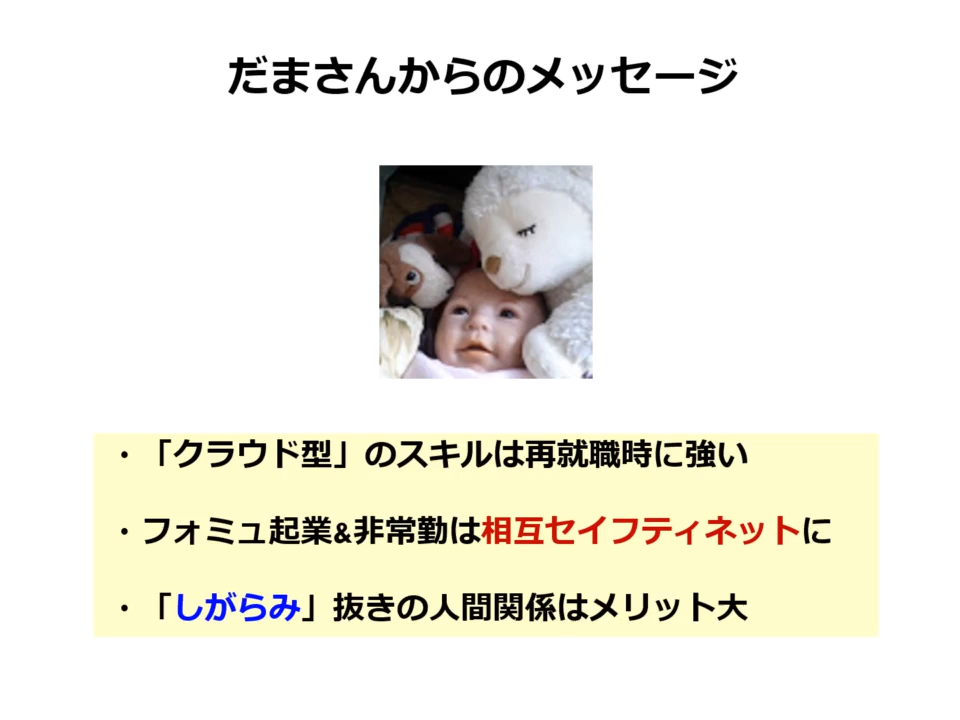 だまさんからのメッセージ
・「クラウド型」のスキルは再就職時に強い
・フォミュ起業&非常勤は相互セイフティネットに
・「しがらみ」抜きの人間関係はメリット大